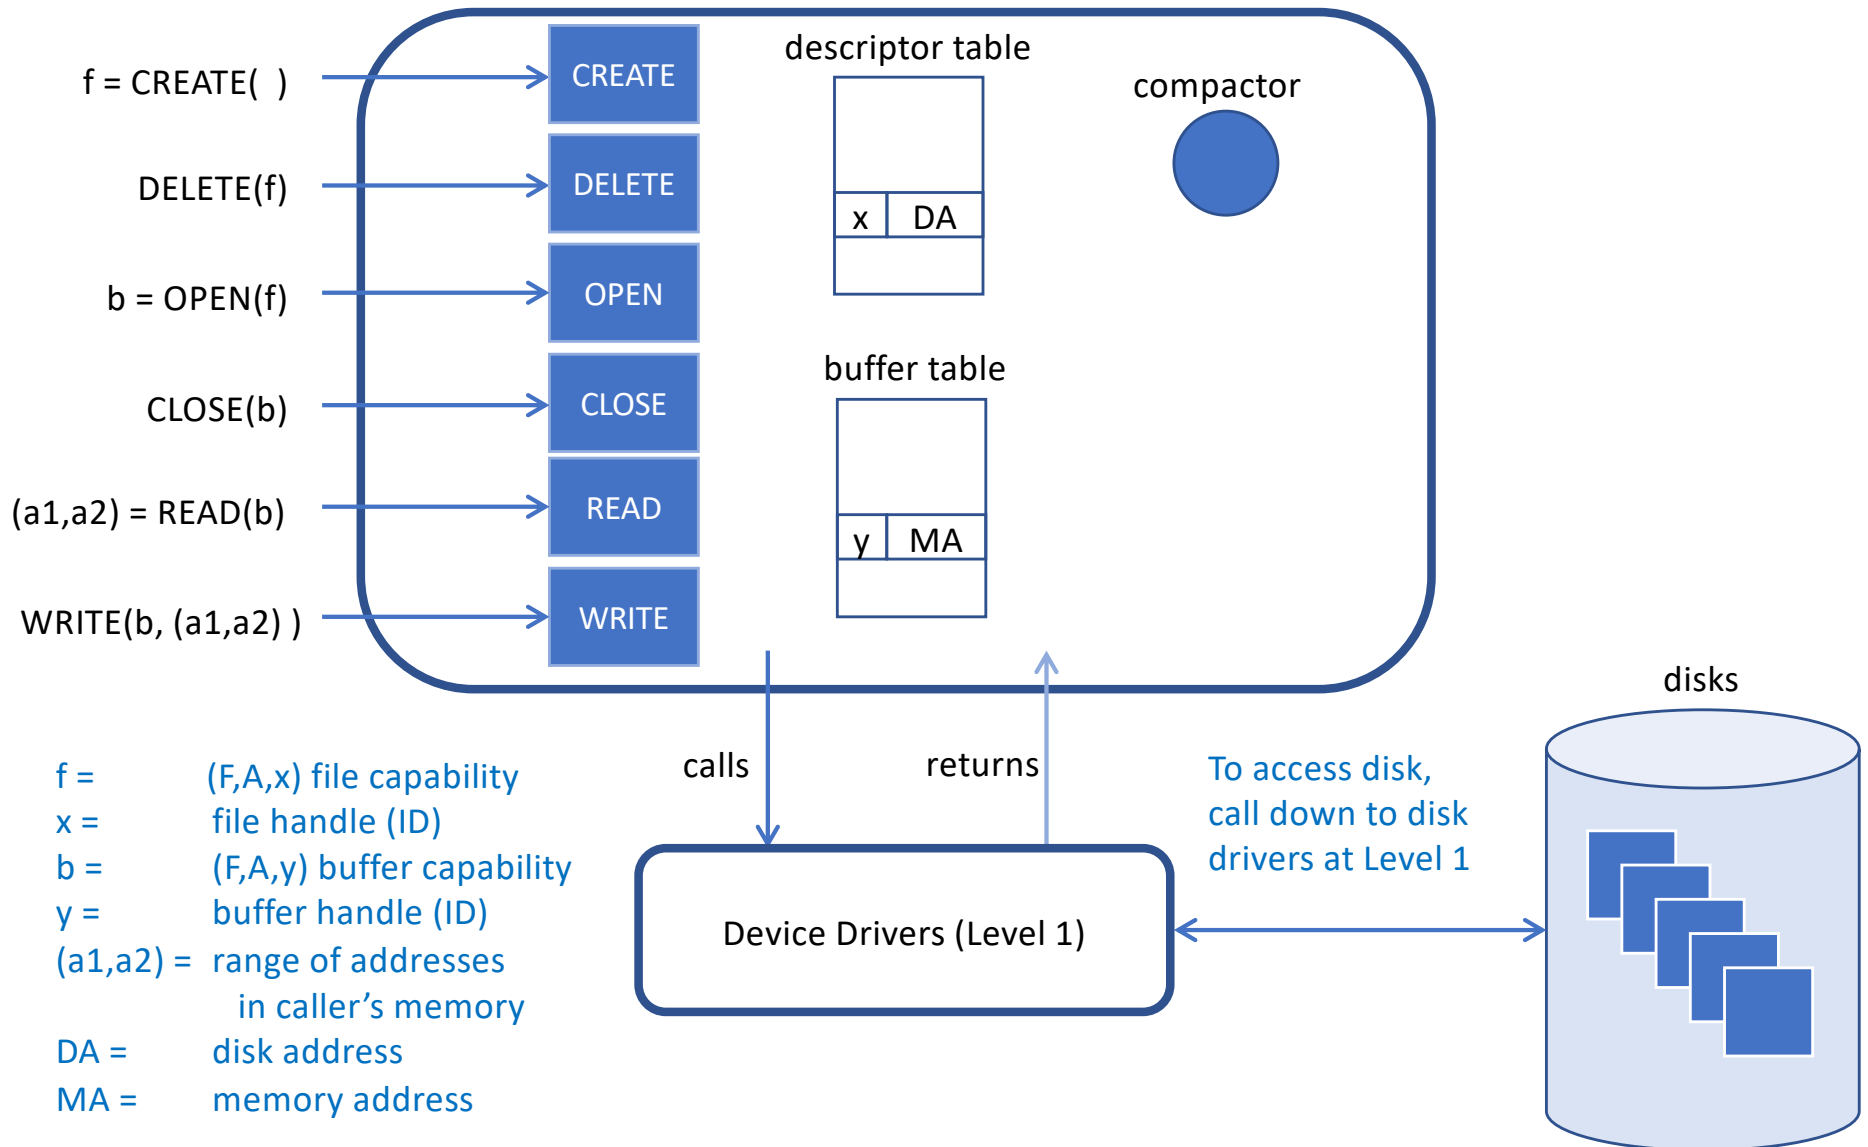 f = CREATE( )
DELETE(f)
b = OPEN(f)
CLOSE(b)
(a1,a2) = READ(b)
WRITE(b, (a1,a2) )
CREATE
DELETE
OPEN
CLOSE
READ
WRITE
descriptor table
x DA
buffer table
y MA
compactor
calls
returns
Device Drivers (Level 1)
To access disk,
call down to disk
drivers at Level 1
disks
f = (F,A,x) file capability
x = file handle (ID)
b = (F,A,y) buffer capability
y = buffer handle (ID)
(a1,a2) = range of addresses
in caller’s memory
DA = disk address
MA = memory address